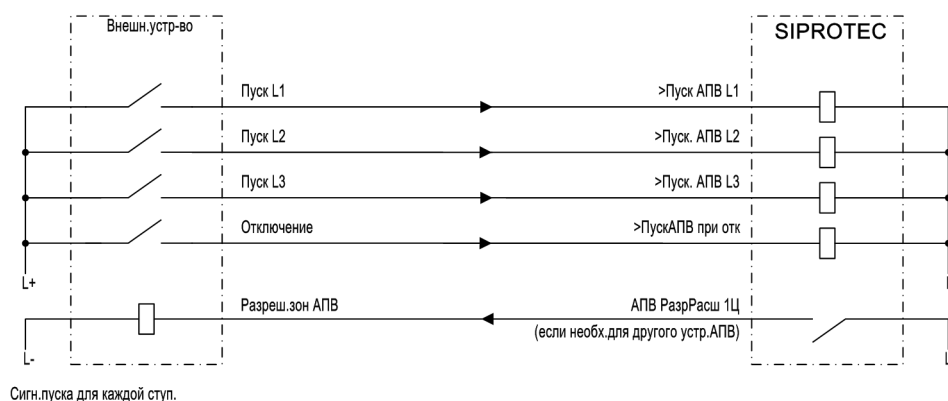 Внешн.устр-во
SIPROTEC
Пуск L1
>Пуск АПВ L1
Пуск L2
>Пуск. АПВ L2
Пуск L3
>Пуск. АПВ L3
Отключение
>ПускАПВ при отк
L+
Разреш.зон АПВ
АПВ РазрРасш 1Ц
(если необх.для другого устр.АПВ)
L-
Сигн.пуска для каждой ступ.